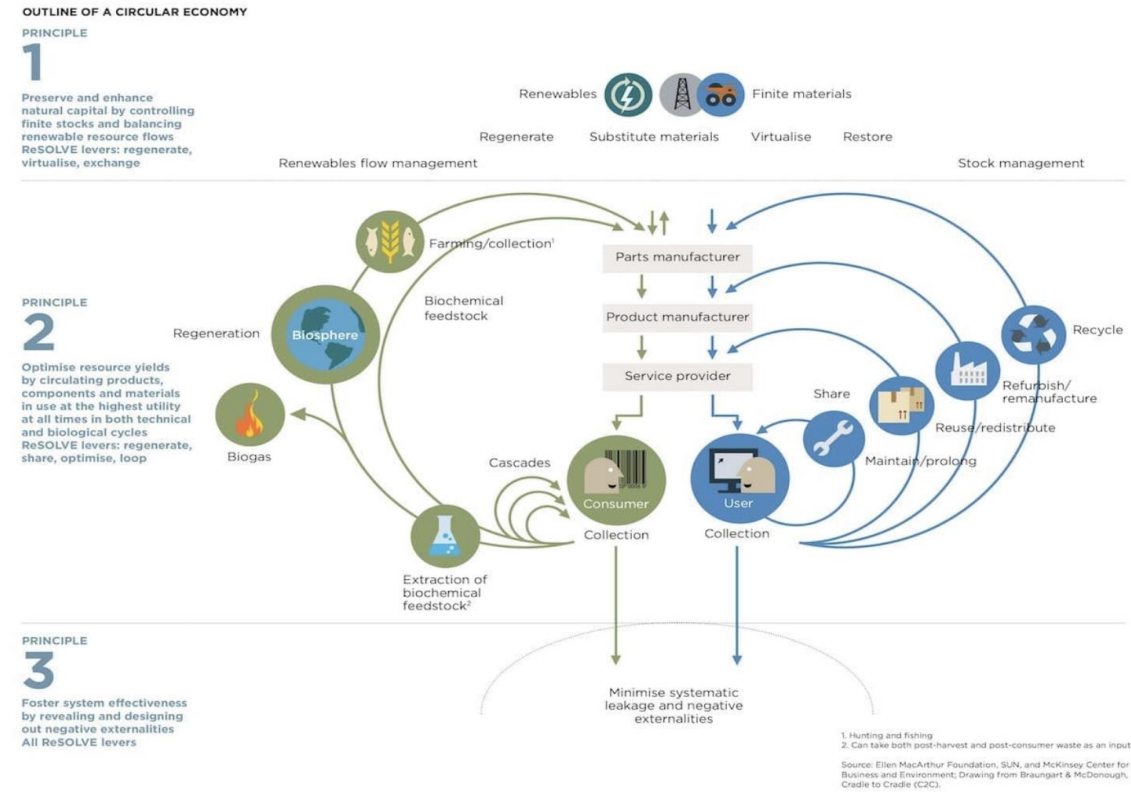 OUTLINE OF A CIRCULAR ECONOMY
PRINCIPLE
1
Preserve and enhance
natural capital by controlling
finite stocks and balancing
renewable resource flows
ReSOLVE levers: regenerate,
virtualise, exchange
Renewables
Finite materials
Regenerate
Substitute materials
Virtualise
Restore
Renewables flow management
Stock management
PRINCIPLE
2
Optimise resource yields
by circulating products,
components and materials
in use at the highest utility
at all times in both technical
and biological cycles
ReSOLVE levers: regenerate,
share, optimise, loop
Farming/collection¹
Parts manufacturer
Biochemical
feedstock
Product manufacturer
Regeneration
Biosphere
Recycle
Service provider
Refurbish/
remanufacture
Share
Reuse/redistribute
Biogas
Cascades
Maintain/prolong
Consumer
User
Collection
Collection
Extraction of
biochemical
feedstock²
PRINCIPLE
3
Foster system effectiveness
by revealing and designing
out negative externalities
All ReSOLVE levers
Minimise systematic
leakage and negative
externalities
1. Hunting and fishing
2. Can take both post-harvest and post-consumer waste as an input
Source: Ellen MacArthur Foundation, SUN, and McKinsey Center for
Business and Environment; Drawing from Braungart & McDonough,
Cradle to Cradle (C2C).